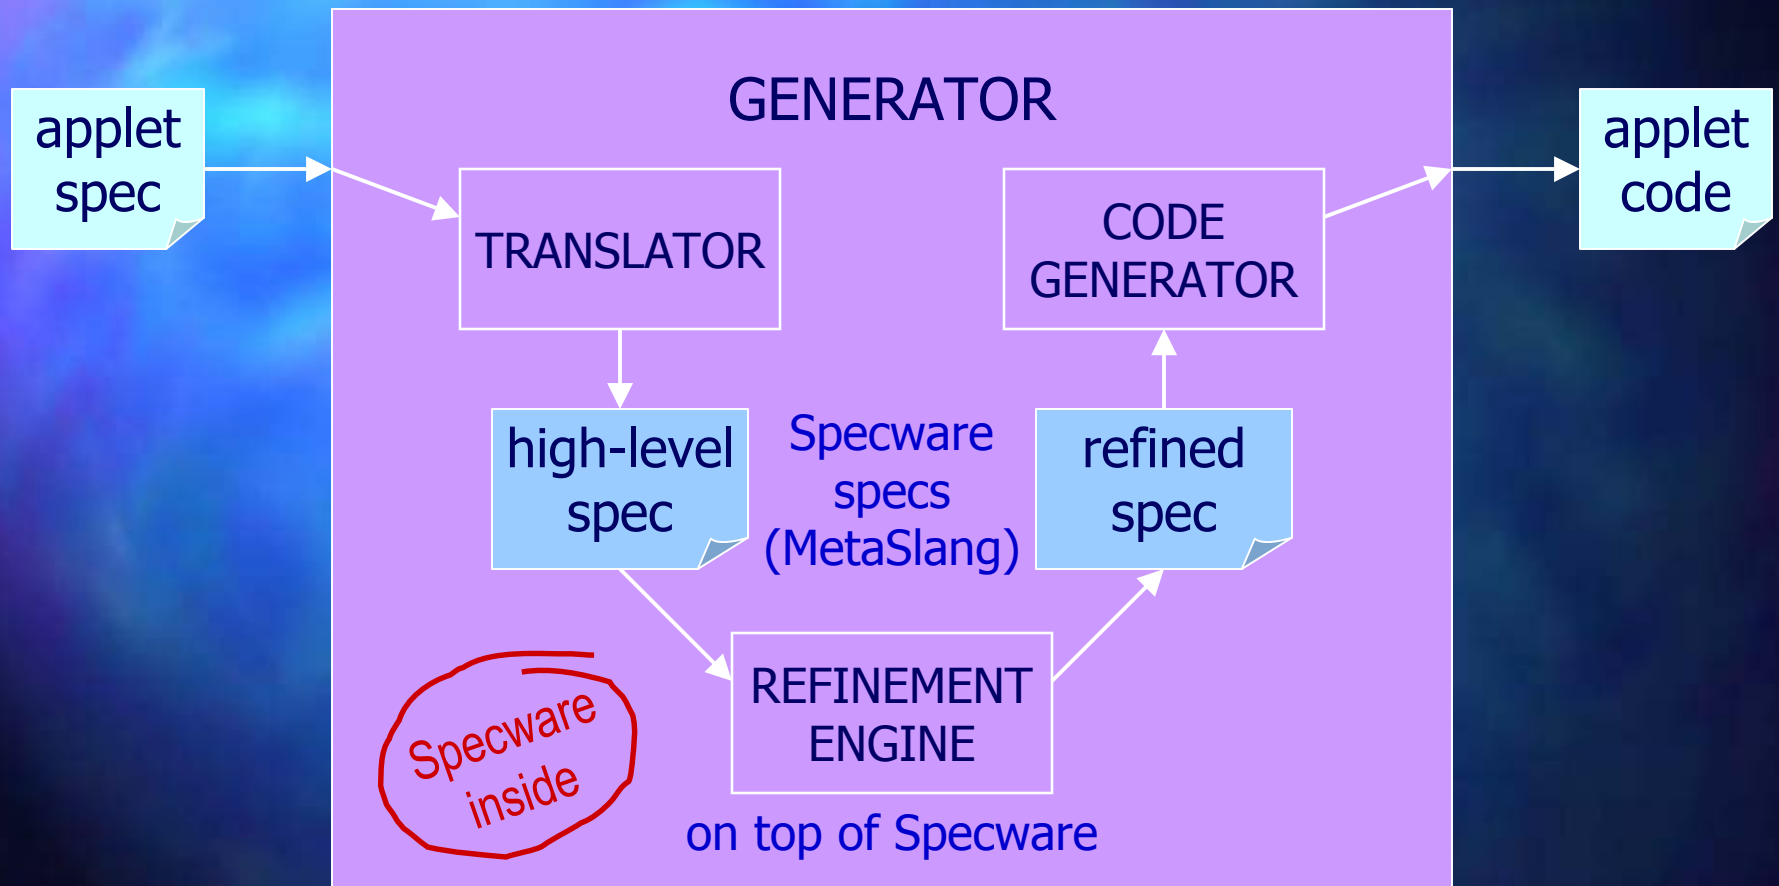 GENERATOR
applet
spec
TRANSLATOR
CODE
GENERATOR
applet
code
high-level
spec
Specware
specs
(MetaSlang)
refined
spec
REFINEMENT
ENGINE
Specware
inside
on top of Specware